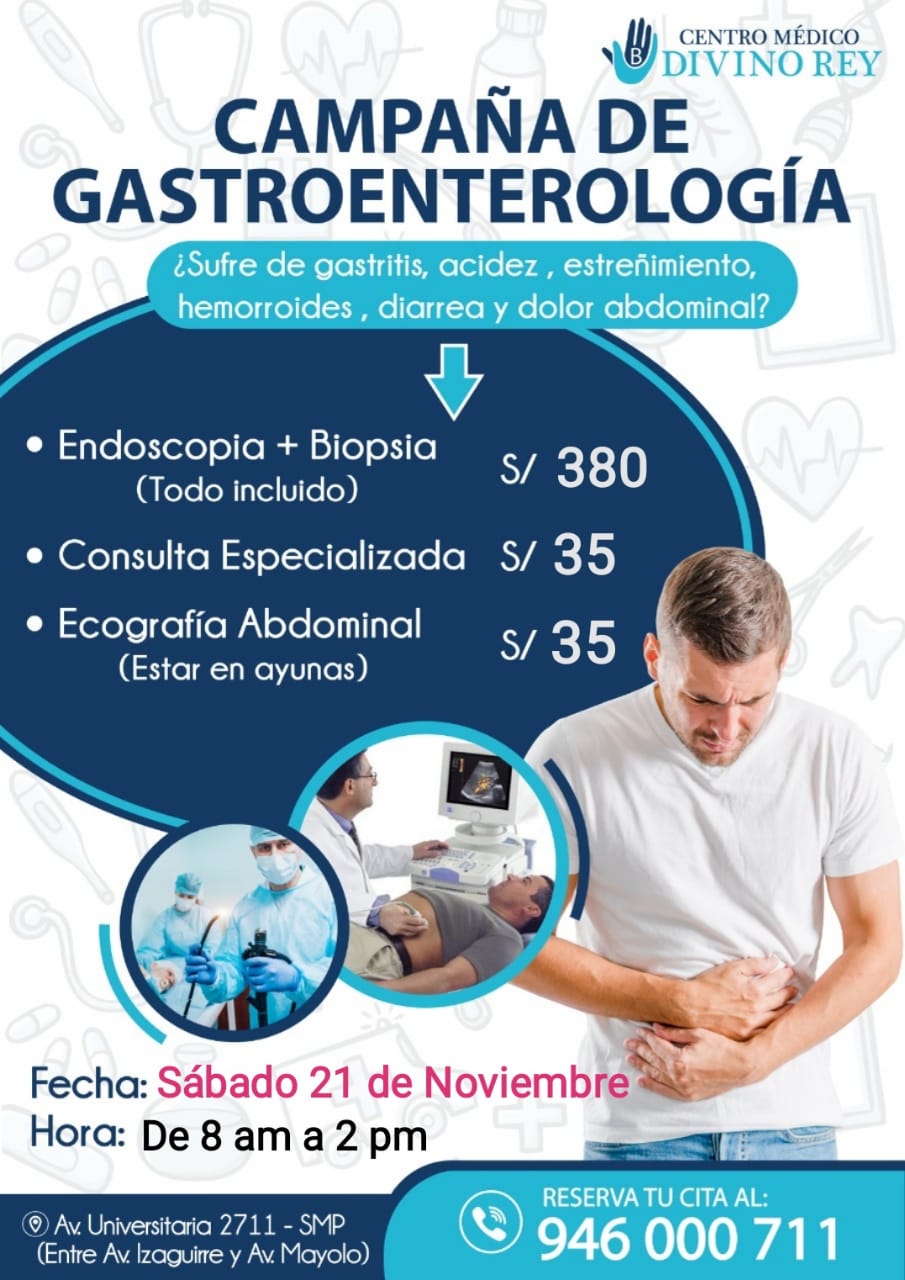 CENTRO MÉDICO
DIVINO REY
B
CAMPAÑA DE
GASTROENTEROLOGÍA
¿Sufre de gastritis, acidez , estreñimiento,
hemorroides , diarrea y dolor abdominal?
• Endoscopia + Biopsia S/ 380
(Todo incluido)
• Consulta Especializada S/ 35
• Ecografía Abdominal S/ 35
(Estar en ayunas)
Fecha: Sábado 21 de Noviembre
Hora: De 8 am a 2 pm
Av. Universitaria 2711 - SMP
(Entre Av. Izaguirre y Av. Mayolo)
RESERVA TU CITA AL:
946 000 711